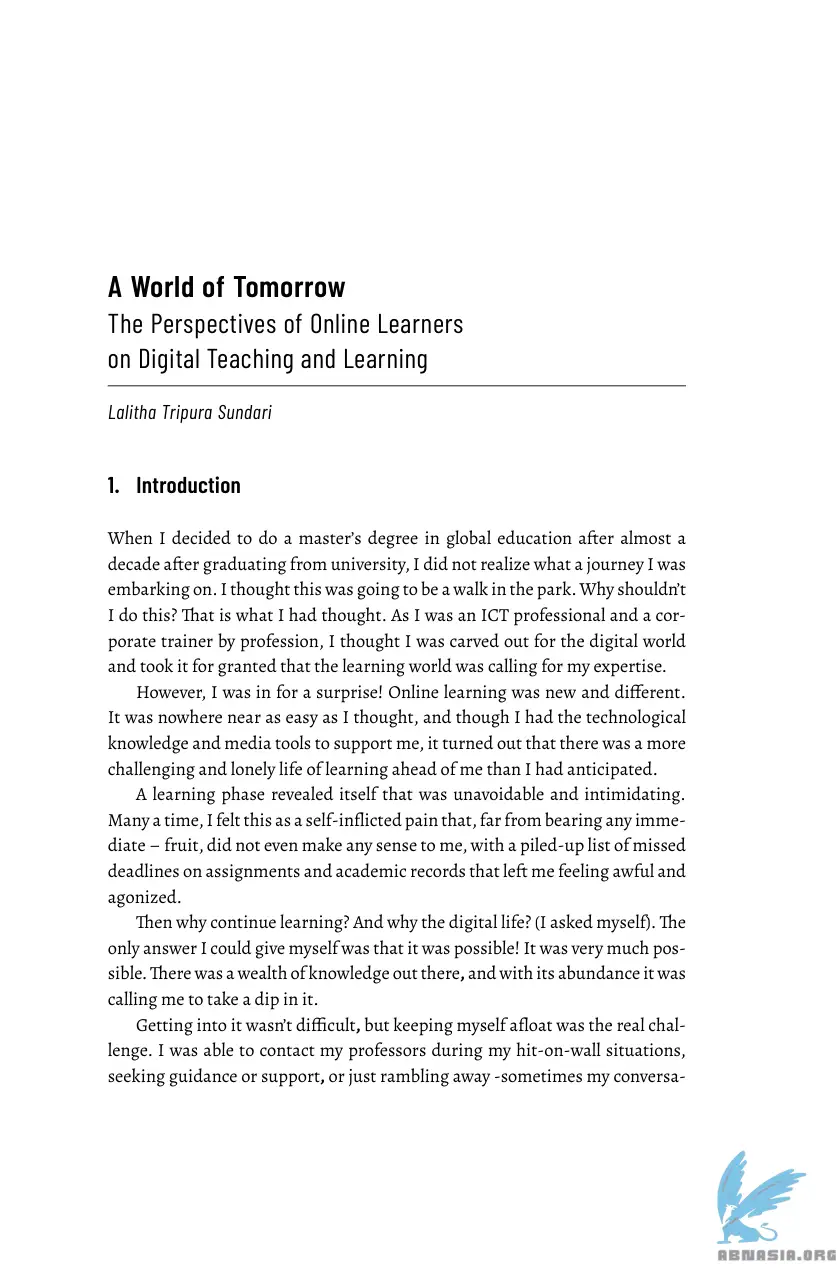 A World of Tomorrow
The Perspectives of Online Learners
on Digital Teaching and Learning
Lalitha Tripura Sundari
1. Introduction
When I decided to do a master’s degree in global education after almost a
decade after graduating from university, I did not realize what a journey I was
embarking on. I thought this was going to be a walk in the park. Why shouldn’t
I do this? That is what I had thought. As I was an ICT professional and a cor-
porate trainer by profession, I thought I was carved out for the digital world
and took it for granted that the learning world was calling for my expertise.
However, I was in for a surprise! Online learning was new and different.
It was nowhere near as easy as I thought, and though I had the technological
knowledge and media tools to support me, it turned out that there was a more
challenging and lonely life of learning ahead of me than I had anticipated.
A learning phase revealed itself that was unavoidable and intimidating.
Many a time, I felt this as a self-inflicted pain that, far from bearing any imme-
diate – fruit, did not even make any sense to me, with a piled-up list of missed
deadlines on assignments and academic records that left me feeling awful and
agonized.
Then why continue learning? And why the digital life? (I asked myself). The
only answer I could give myself was that it was possible! It was very much pos-
sible. There was a wealth of knowledge out there, and with its abundance it was
calling me to take a dip in it.
Getting into it wasn’t difficult, but keeping myself afloat was the real chal-
lenge. I was able to contact my professors during my hit-on-wall situations,
seeking guidance or support, or just rambling away -sometimes my conversa-
ABNASIA.ORG